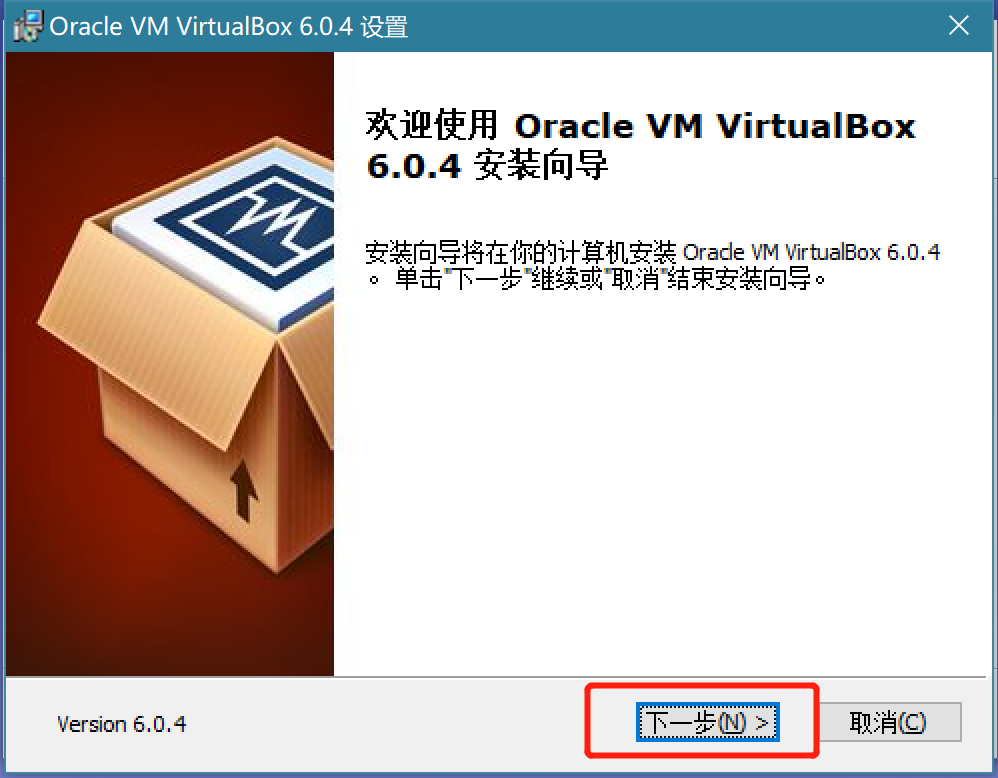 Oracle VM VirtualBox 6.0.4 设置
欢迎使用 Oracle VM VirtualBox
6.0.4 安装向导
安装向导将在你的计算机安装 Oracle VM VirtualBox 6.0.4
。 单击"下一步"继续或"取消"结束安装向导。
Version 6.0.4
下一步(N) >
取消(C)